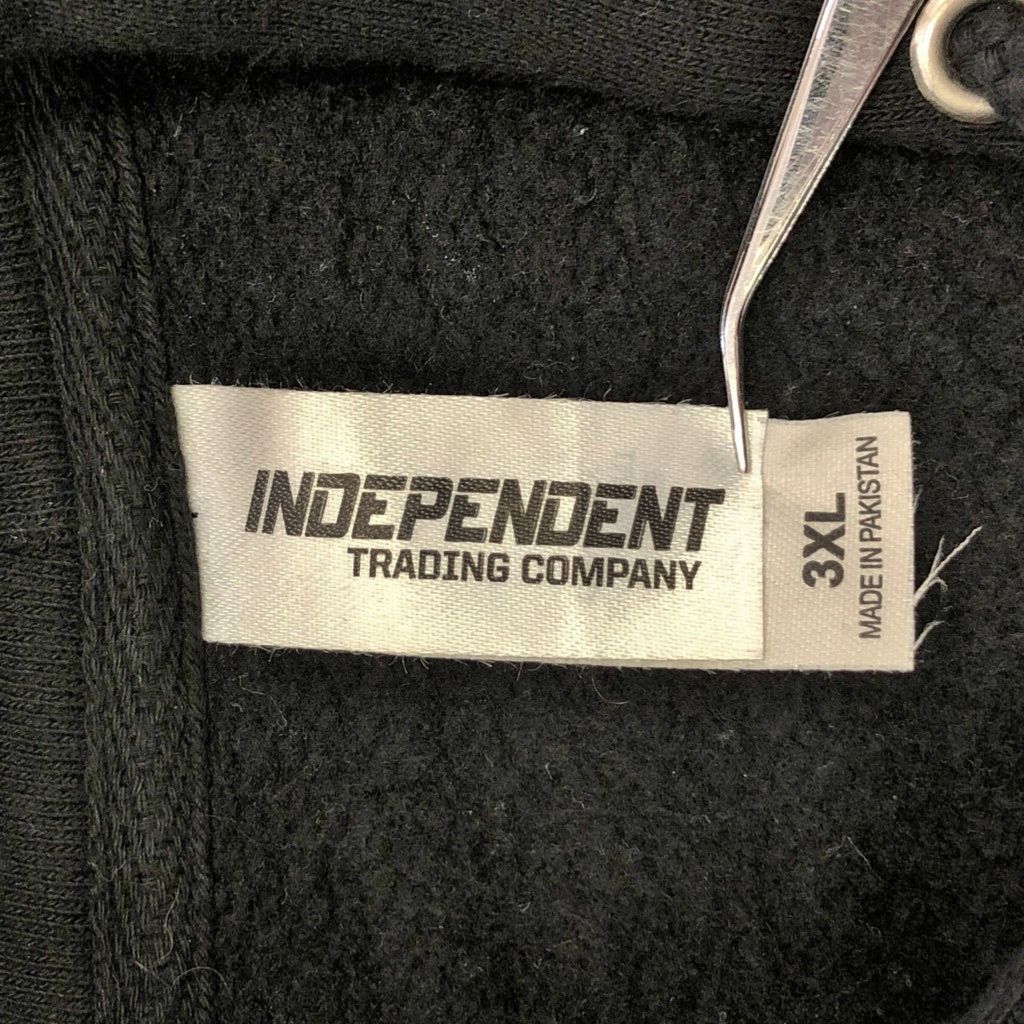 INDEPENDENT
TRADING COMPANY
3XL
MADE IN PAKISTAN